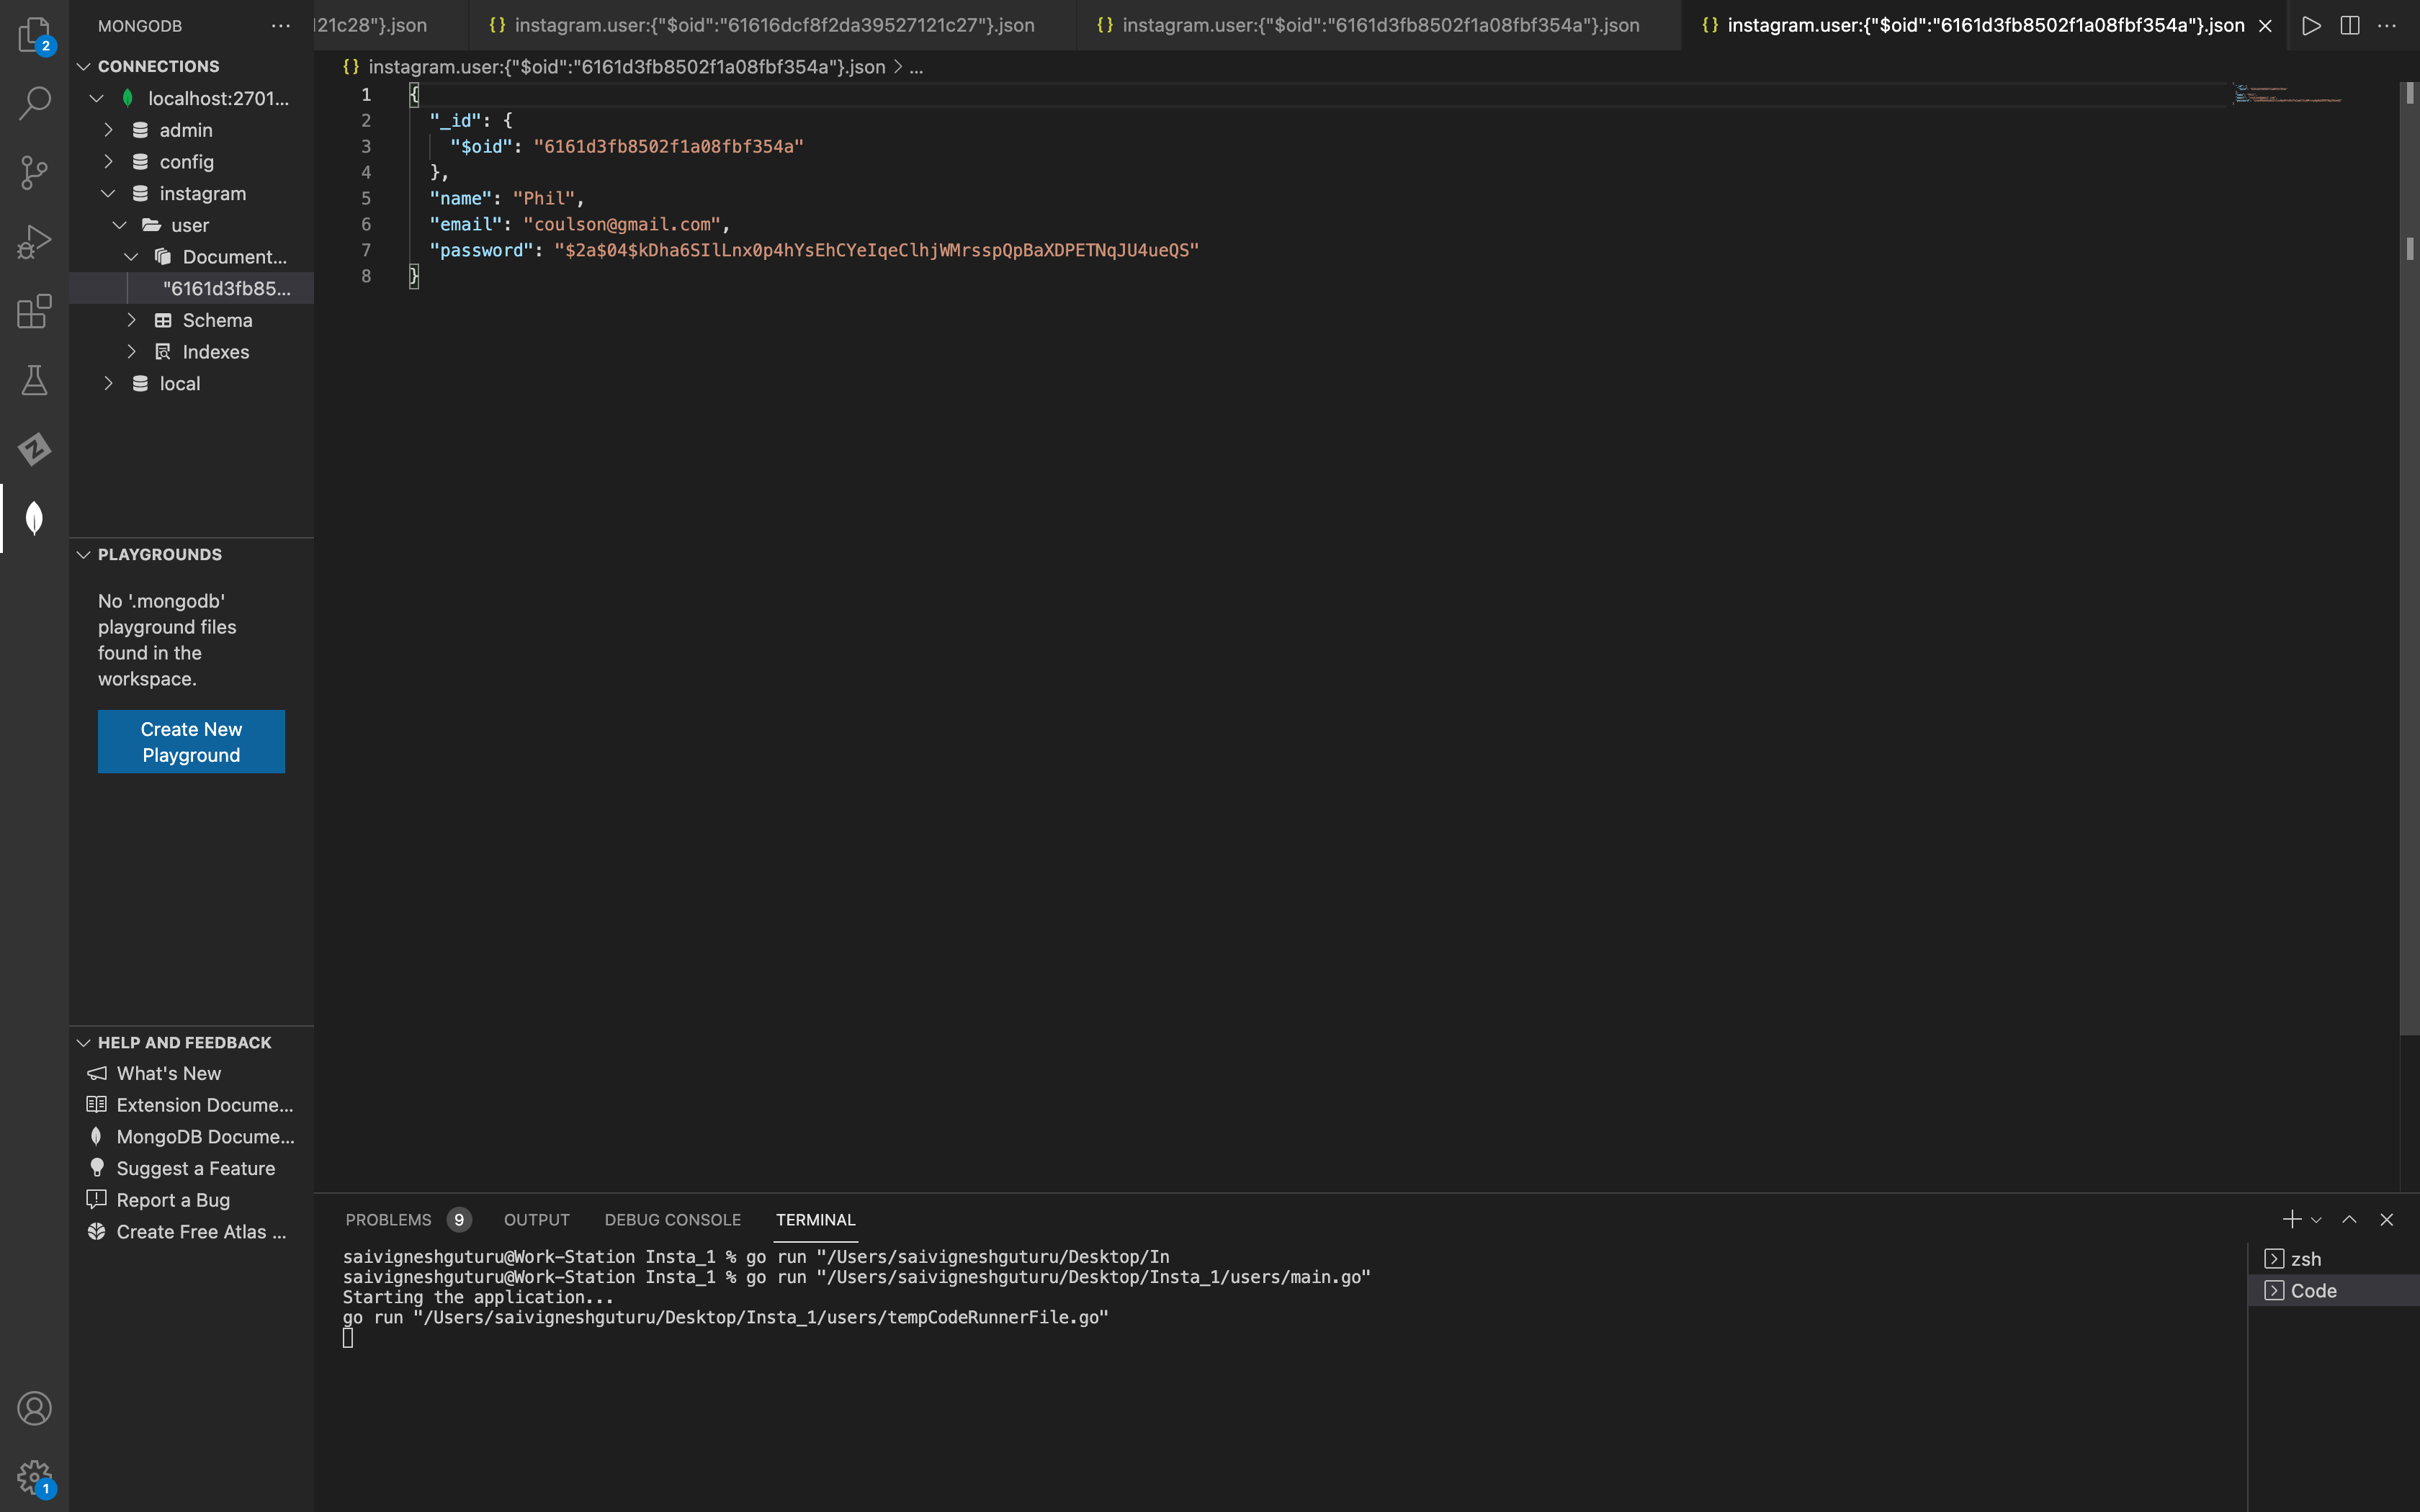 MONGODB
CONNECTIONS
localhost:2701...
admin
config
instagram
user
Document...
"6161d3fb85...
Schema
Indexes
local
PLAYGROUNDS
No '.mongodb'
playground files
found in the
workspace.
Create New
Playground
HELP AND FEEDBACK
What's New
Extension Docume...
MongoDB Docume...
Suggest a Feature
Report a Bug
Create Free Atlas ...
2
1
121c28"}.json
{} instagram.user:{"$oid":"61616dcf8f2da39527121c27"}.json
{} instagram.user:{"$oid":"6161d3fb8502f1a08fbf354a"}.json
{} instagram.user:{"$oid":"6161d3fb8502f1a08fbf354a"}.json
{} instagram.user:{"$oid":"6161d3fb8502f1a08fbf354a"}.json > ...
1 {
2 "_id": {
3 "$oid": "6161d3fb8502f1a08fbf354a"
4 },
5 "name": "Phil",
6 "email": "coulson@gmail.com",
7 "password": "$2a$04$kDha6SIlLnx0p4hYsEhCYeIqeClhjWMrsspQpBaXDPETNqJU4ueQS"
8 }
PROBLEMS 9 OUTPUT DEBUG CONSOLE TERMINAL
saivigneshguturu@Work-Station Insta_1 % go run "/Users/saivigneshguturu/Desktop/In
saivigneshguturu@Work-Station Insta_1 % go run "/Users/saivigneshguturu/Desktop/Insta_1/users/main.go"
Starting the application...
go run "/Users/saivigneshguturu/Desktop/Insta_1/users/tempCodeRunnerFile.go"
zsh
Code